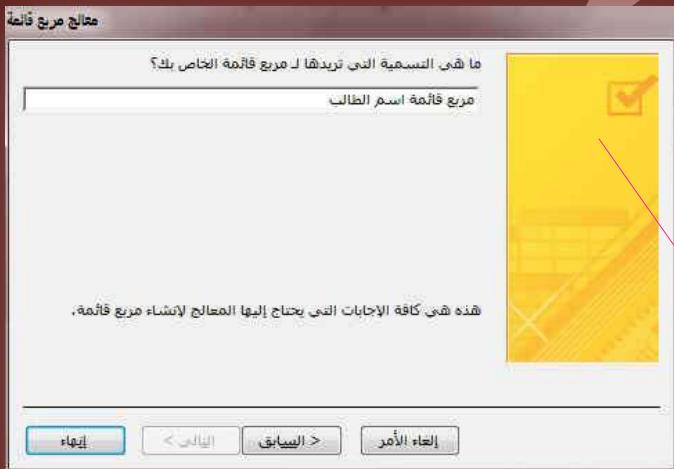 معالج مربع قائمة
ما هي التسمية التي تريدها لـ مربع قائمة الخاص بك؟
مربع قائمة اسم الطالب
هذه هي كافة الإجابات التي يحتاج إليها المعالج لإنشاء مربع قائمة.
إلغاء الأمر
< السابق
التالي >
إنهاء